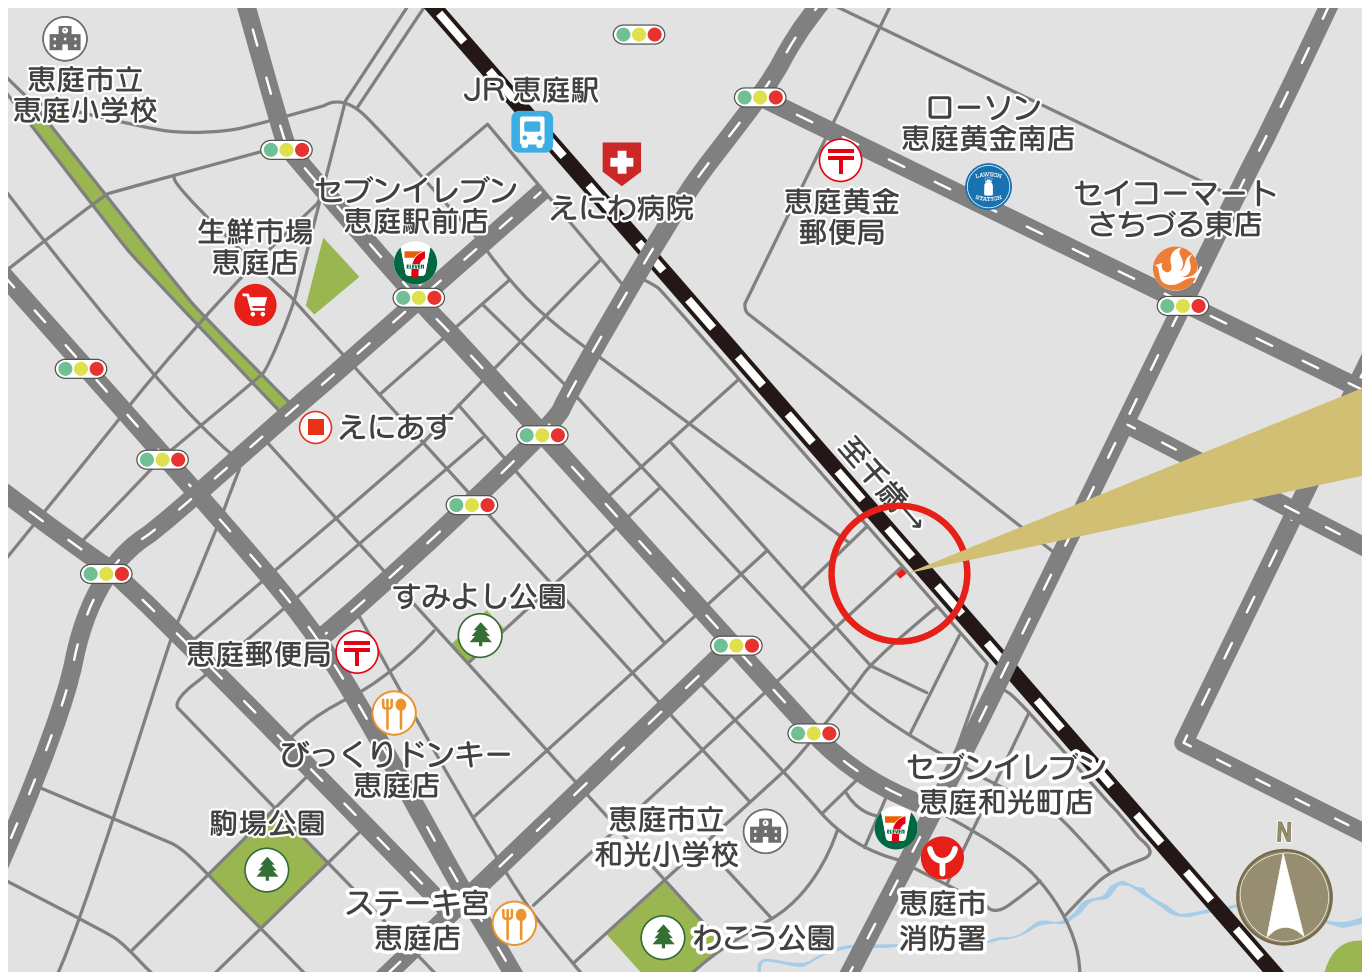 恵庭市立
恵庭小学校
JR 恵庭駅
ローソン
恵庭黄金南店
LAWSON
STATION
セブンイレブン
恵庭駅前店
ELEVEN
えにわ病院
恵庭黄金
郵便局
セイコーマート
さちづる東店
生鮮市場
恵庭店
えにあす
至千歳→
すみよし公園
恵庭郵便局
びっくりドンキー
恵庭店
セブンイレブン
恵庭和光町店
ELEVEN
駒場公園
恵庭市立
和光小学校
N
ステーキ宮
恵庭店
わこう公園
恵庭市
消防署